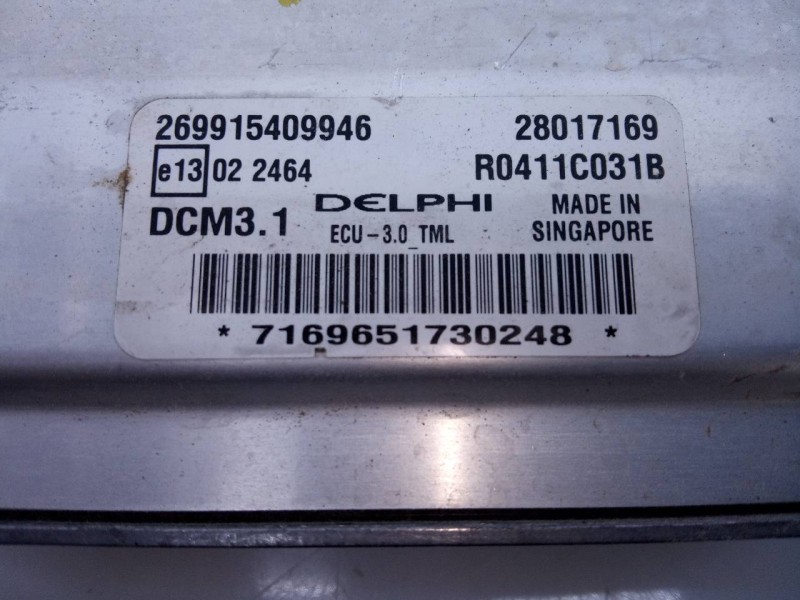 269915409946 28017169
e13 02 2464 R0411C031B
DCM3.1 DELPHI MADE IN
ECU-3.0_TML SINGAPORE
* 7169651730248 *